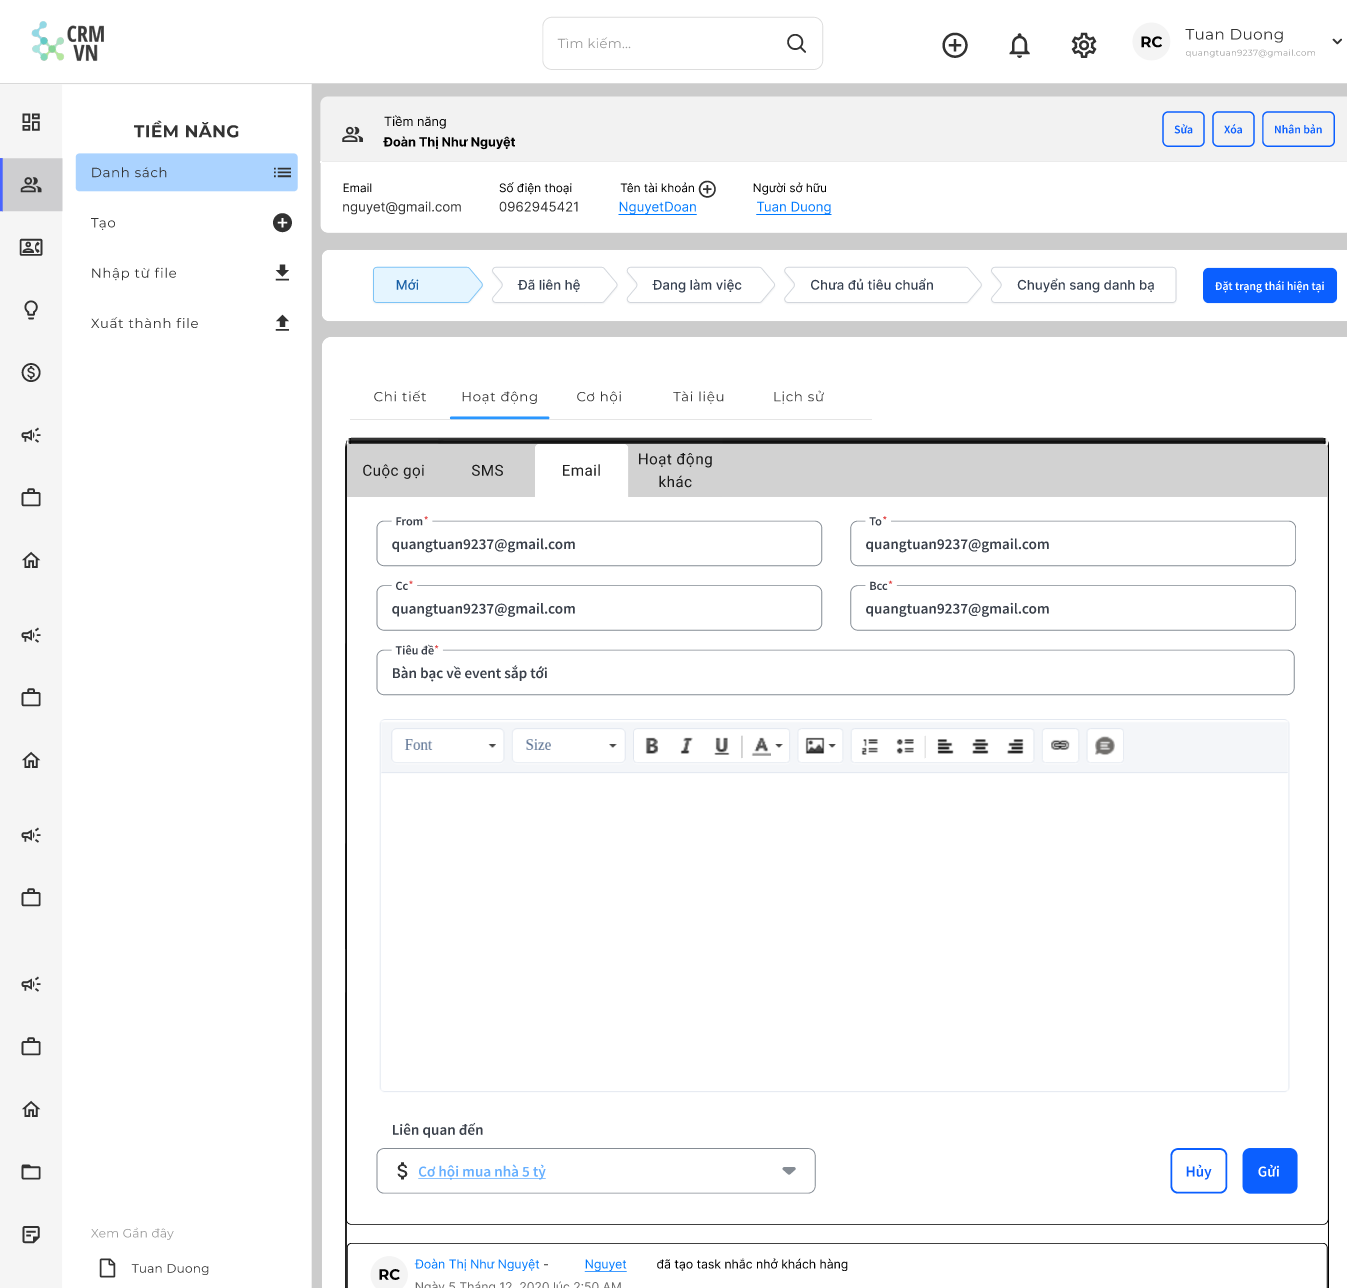 CRM
VN
Tìm kiếm...
RC
Tuan Duong
quangtuan9237@gmail.com
TIỀM NĂNG
Danh sách
Tạo
Nhập từ file
Xuất thành file
Xem Gần đây
Tuan Duong
Tiềm năng
Đoàn Thị Như Nguyệt
Sửa
Xóa
Nhân bản
Email
Số điện thoại
Tên tài khoản
Người sở hữu
nguyet@gmail.com
0962945421
NguyetDoan
Tuan Duong
Mới
Đã liên hệ
Đang làm việc
Chưa đủ tiêu chuẩn
Chuyển sang danh bạ
Đặt trạng thái hiện tại
Chi tiết
Hoạt động
Cơ hội
Tài liệu
Lịch sử
Cuộc gọi
SMS
Email
Hoạt động
khác
From*
quangtuan9237@gmail.com
To*
quangtuan9237@gmail.com
Cc*
quangtuan9237@gmail.com
Bcc*
quangtuan9237@gmail.com
Tiêu đề*
Bàn bạc về event sắp tới
Font
Size
B
I
U
A
Liên quan đến
$ Cơ hội mua nhà 5 tỷ
Hủy
Gửi
RC
Đoàn Thị Như Nguyệt - Nguyet đã tạo task nhắc nhở khách hàng
Ngày 5 Tháng 12, 2020 lúc 2:50 AM